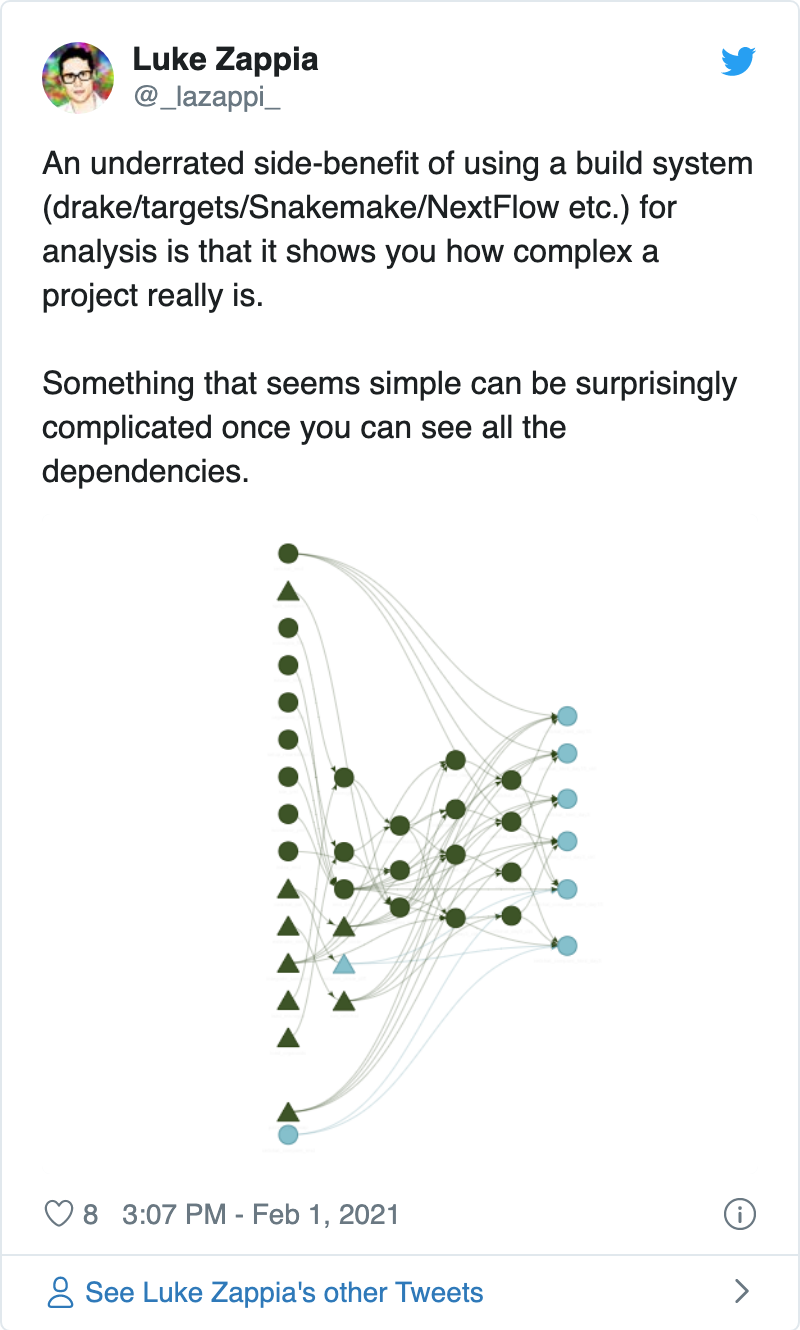 Luke Zappia
@_lazappi_
An underrated side-benefit of using a build system
(drake/targets/Snakemake/NextFlow etc.) for
analysis is that it shows you how complex a
project really is.
Something that seems simple can be surprisingly
complicated once you can see all the
dependencies.
8 3:07 PM - Feb 1, 2021
See Luke Zappia's other Tweets